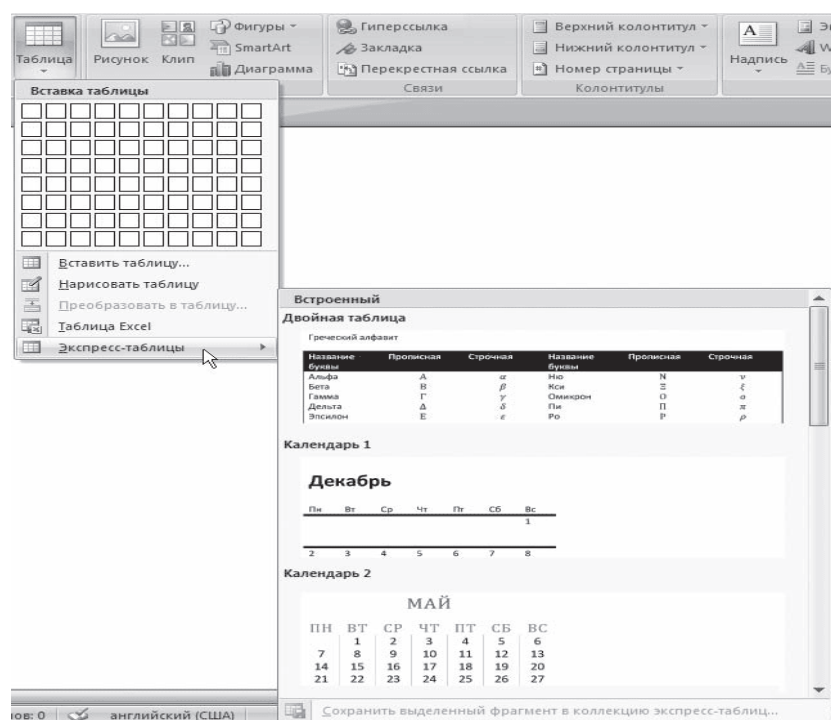 Таблица
Рисунок
Клип
Фигуры
SmartArt
Диаграмма
Гиперссылка
Закладка
Перекрестная ссылка
Связи
Верхний колонтитул
Нижний колонтитул
Номер страницы
Колонтитулы
A
Надпись
Вставка таблицы
Вставить таблицу...
Нарисовать таблицу
Преобразовать в таблицу...
Таблица Excel
Экспресс-таблицы
Встроенный
Двойная таблица
Греческий алфавит
Название буквы Прописная Строчная Название буквы Прописная Строчная
Альфа Α α Ню Ν ν
Бета Β β Кси Ξ ξ
Гамма Γ γ Омикрон Ο ο
Дельта Δ δ Пи Π π
Эпсилон Ε ε Ро Ρ ρ
Календарь 1
Декабрь
Пн Вт Ср Чт Пт Сб Вс
1
2 3 4 5 6 7 8
Календарь 2
МАЙ
ПН ВТ СР ЧТ ПТ СБ ВС
1 2 3 4 5 6
7 8 9 10 11 12 13
14 15 16 17 18 19 20
21 22 23 24 25 26 27
Сохранить выделенный фрагмент в коллекцию экспресс-таблиц...
ов: 0
английский (США)